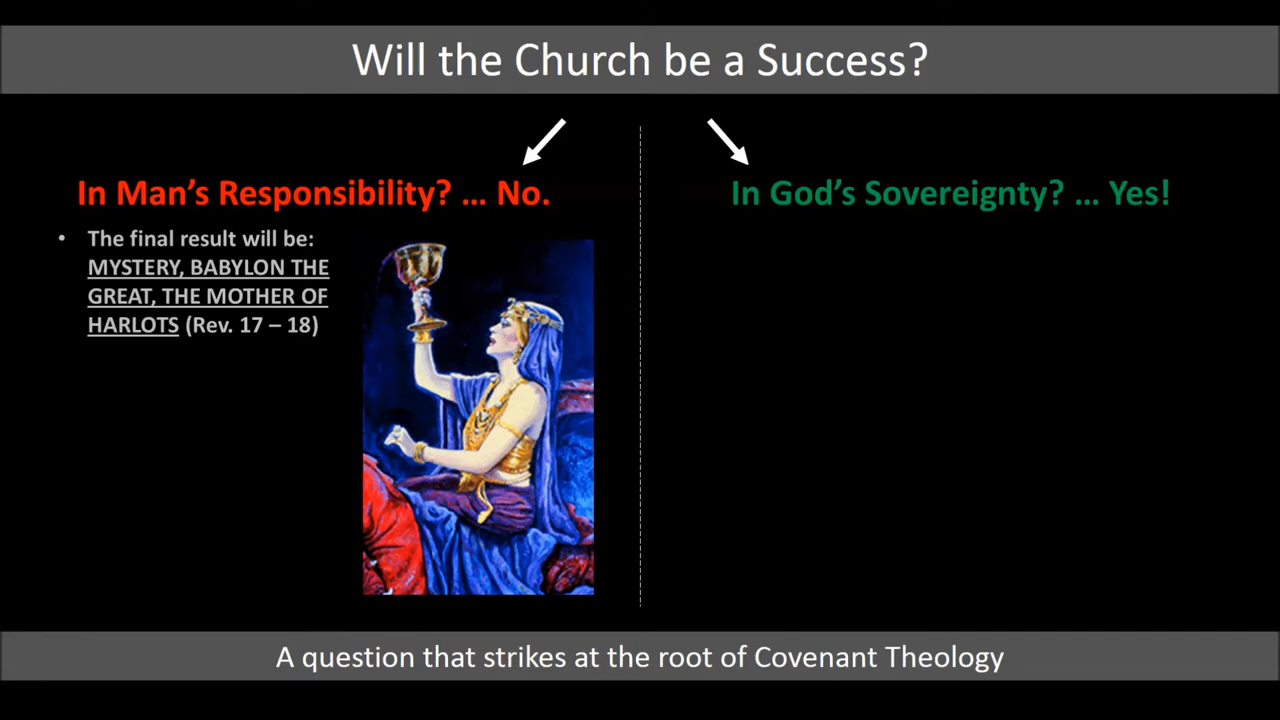 Will the Church be a Success?
In Man's Responsibility? ... No.
• The final result will be:
MYSTERY, BABYLON THE
GREAT, THE MOTHER OF
HARLOTS (Rev. 17 – 18)
In God's Sovereignty? ... Yes!
A question that strikes at the root of Covenant Theology